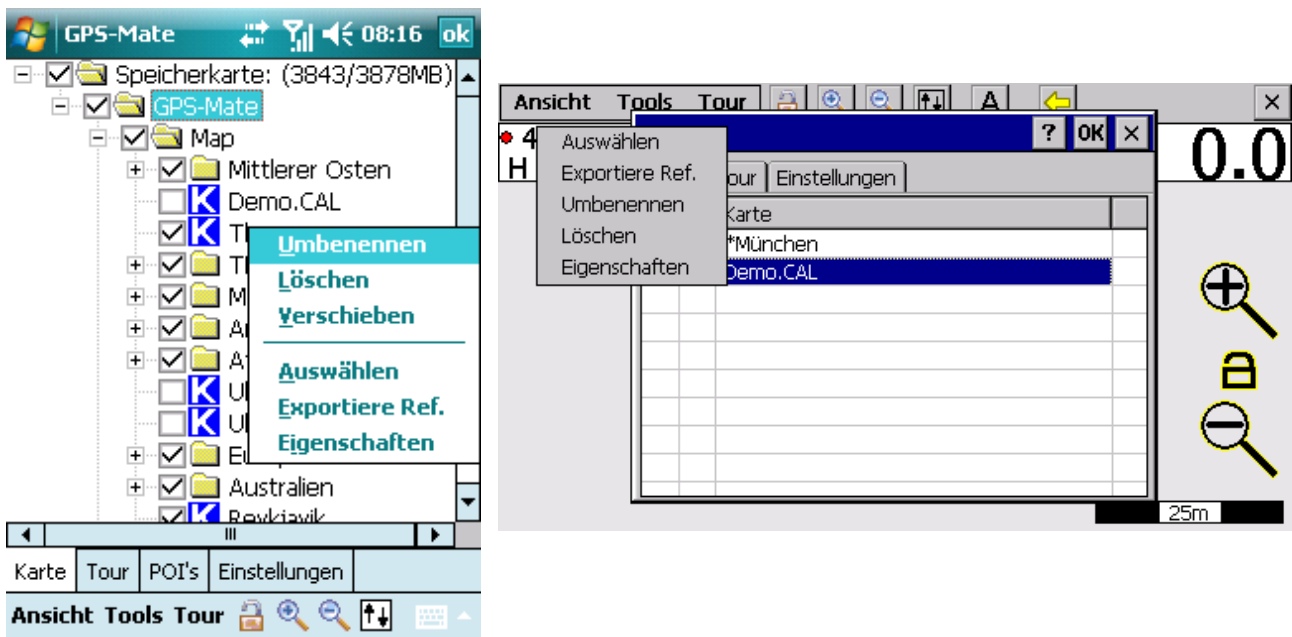 GPS-Mate 08:16 ok
Speicherkarte: (3843/3878MB)
GPS-Mate
Map
Mittlerer Osten
Demo.CAL
Umbenennen
Löschen
Verschieben
Auswählen
Exportiere Ref.
Eigenschaften
Australien
Reykjavik
Karte Tour POI's Einstellungen
Ansicht Tools Tour
Ansicht Tools Tour A
? OK
0.0
4
H
Auswählen
Exportiere Ref.
Umbenennen
Löschen
Eigenschaften
Einstellungen
Karte
*München
Demo.CAL
25m